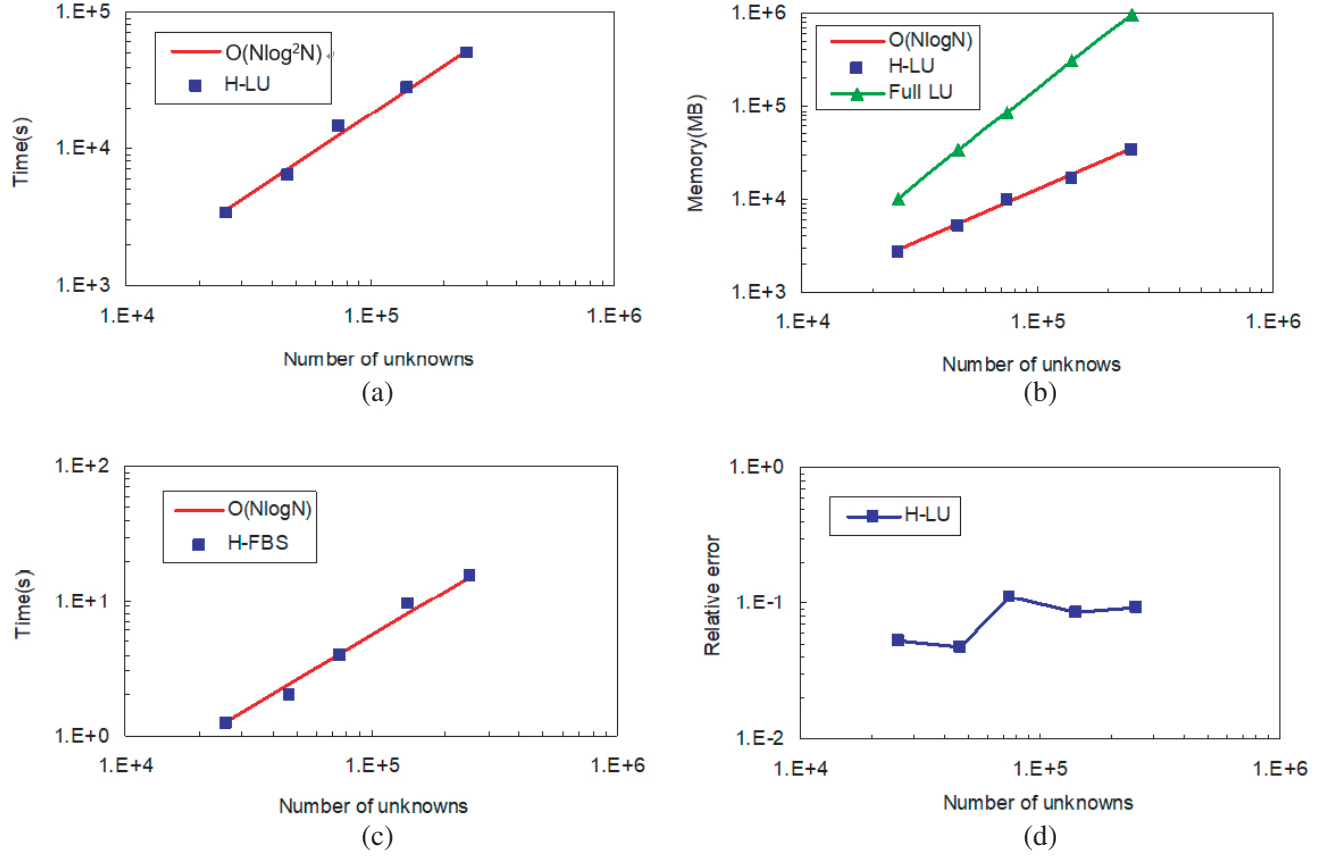 1.E+5
O(Nlog²N)
H-LU
Time(s)
1.E+4
1.E+3
1.E+4
1.E+5
1.E+6
Number of unknowns
(a)
1.E+6
O(NlogN)
H-LU
Full LU
1.E+5
Memory(MB)
1.E+4
1.E+3
1.E+4
1.E+5
1.E+6
Number of unknows
(b)
1.E+2
O(NlogN)
H-FBS
1.E+1
Time(s)
1.E+0
1.E+4
1.E+5
1.E+6
Number of unknowns
(c)
1.E+0
H-LU
Relative error
1.E-1
1.E-2
1.E+4
1.E+5
1.E+6
Number of unknowns
(d)